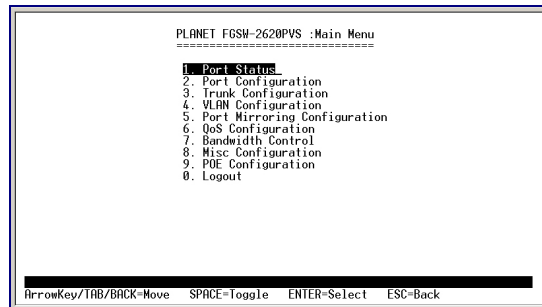 PLANET FGSW-2620PVS :Main Menu
===============================
1. Port Status
2. Port Configuration
3. Trunk Configuration
4. VLAN Configuration
5. Port Mirroring Configuration
6. QoS Configuration
7. Bandwidth Control
8. Misc Configuration
9. POE Configuration
0. Logout
ArrowKey/TAB/BACK=Move SPACE=Toggle ENTER=Select ESC=Back